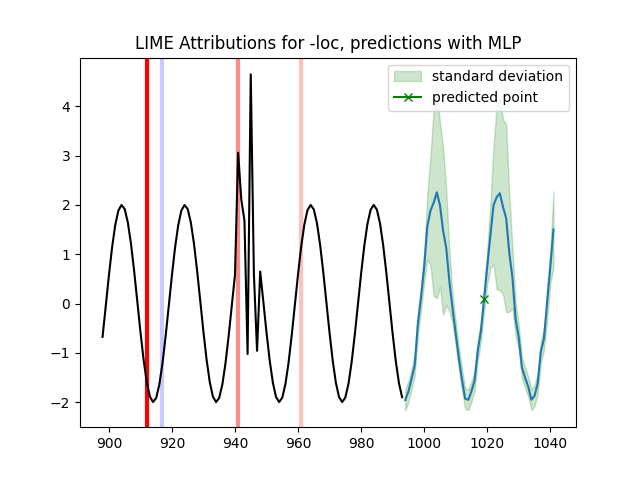 LIME Attributions for -loc, predictions with MLP
standard deviation
predicted point
4
3
2
1
0
−1
−2
900 920 940 960 980 1000 1020 1040